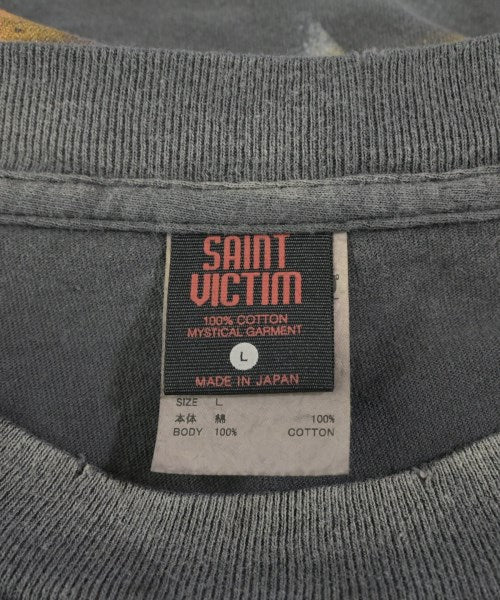 SAINT
VICTIM
100% COTTON
MYSTICAL GARMENT
L
MADE IN JAPAN
SIZE L
本体 綿 100%
BODY 100% COTTON